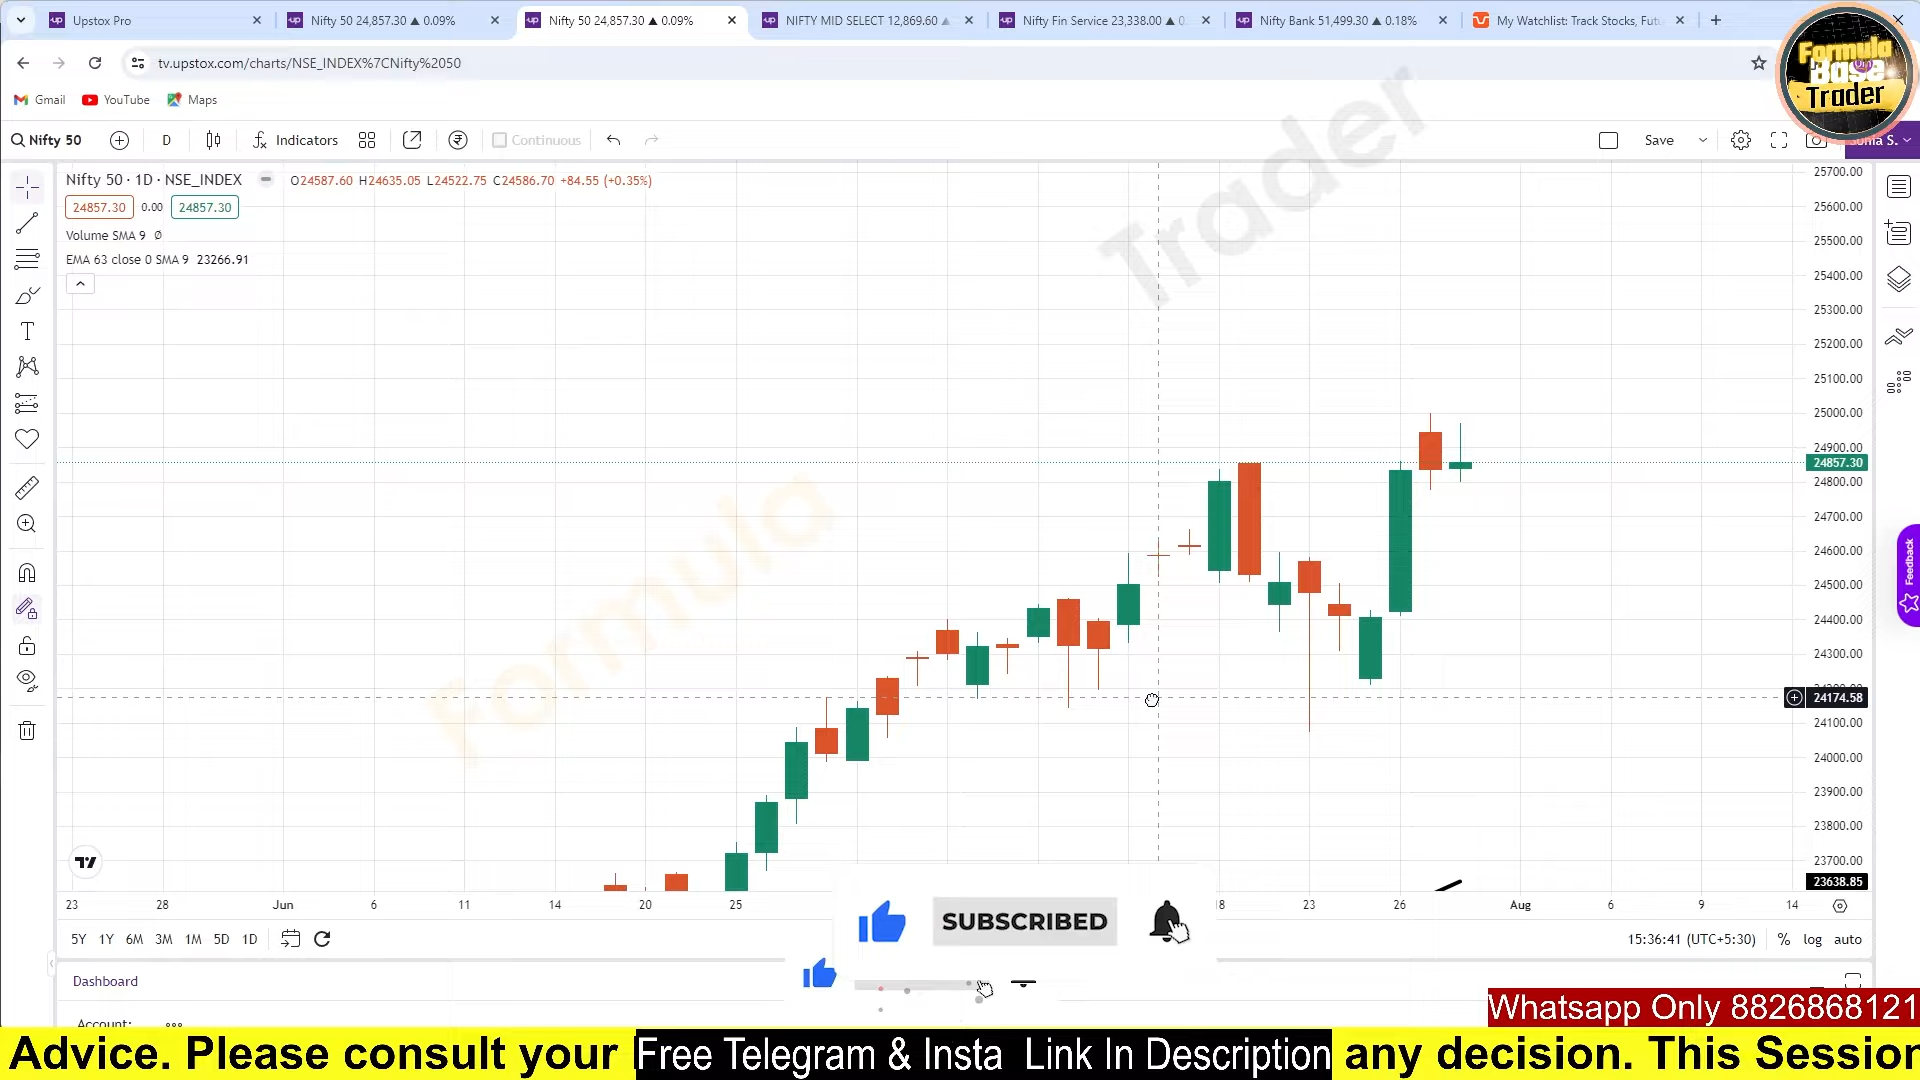 Upstox Pro
Nifty 50 24,857.30 ▲ 0.09%
Nifty 50 24,857.30 ▲ 0.09%
NIFTY MID SELECT 12,869.60
Nifty Fin Service 23,338.00 ▲ 0.
Nifty Bank 51,499.30 ▲ 0.18%
My Watchlist: Track Stocks, Futu
tv.upstox.com/charts/NSE_INDEX%7CNifty%2050
Gmail
YouTube
Maps
Formula
Base
Trader
Nifty 50
D
Indicators
Continuous
Save
Sonia S.
Nifty 50 · 1D · NSE_INDEX
O24587.60 H24635.05 L24522.75 C24586.70 +84.55 (+0.35%)
24857.30 0.00 24857.30
Volume SMA 9 Ø
EMA 63 close 0 SMA 9 23266.91
Trader
Formula
25700.00
25600.00
25500.00
25400.00
25300.00
25200.00
25100.00
25000.00
24900.00
24857.30
24800.00
24700.00
24600.00
24500.00
24400.00
24300.00
24174.58
24100.00
24000.00
23900.00
23800.00
23700.00
23638.85
Feedback
23 28 Jun 6 11 14 20 25 18 23 26 Aug 9 14
SUBSCRIBED
5Y 1Y 6M 3M 1M 5D 1D
15:36:41 (UTC+5:30) % log auto
Dashboard
Account:
Whatsapp Only 8826868121
Advice. Please consult your
Free Telegram & Insta Link In Description
any decision. This Session